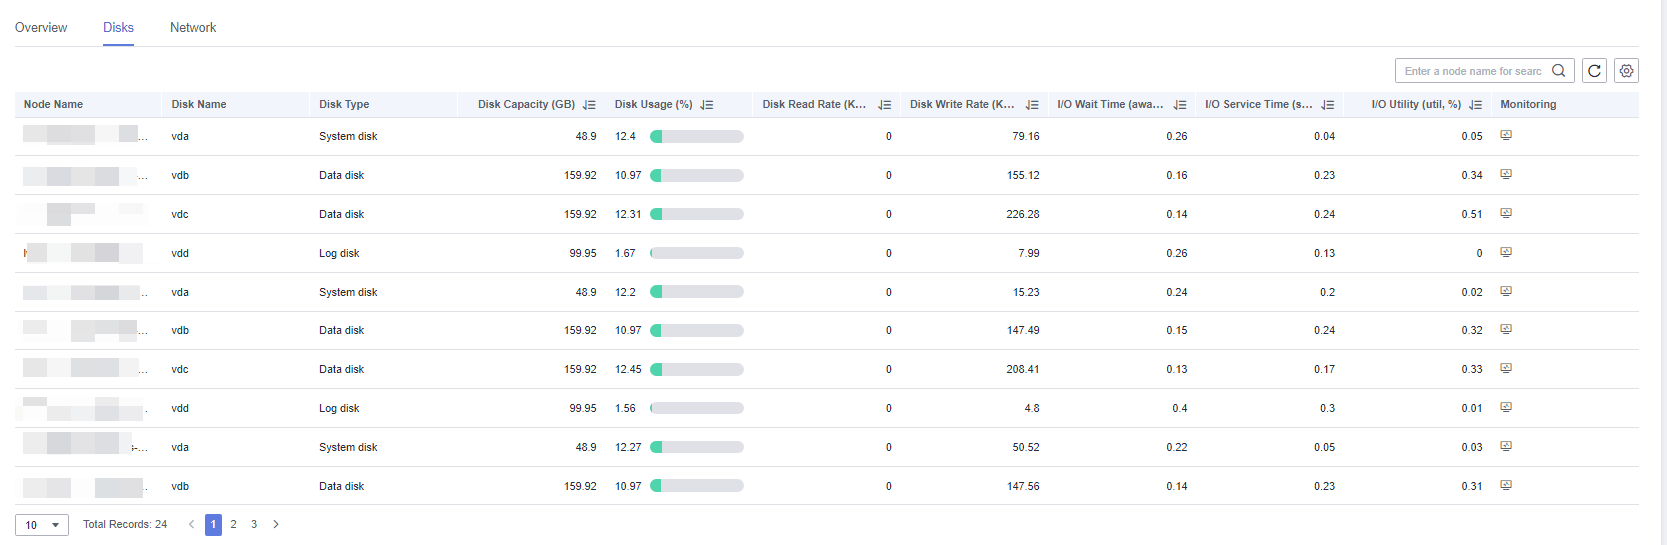 Overview Disks Network
Enter a node name for searc
Node Name Disk Name Disk Type Disk Capacity (GB) Disk Usage (%) Disk Read Rate (K... Disk Write Rate (K... I/O Wait Time (awa... I/O Service Time (s... I/O Utility (util, %) Monitoring
... vda System disk 48.9 12.4 0 79.16 0.26 0.04 0.05
... vdb Data disk 159.92 10.97 0 155.12 0.16 0.23 0.34
vdc Data disk 159.92 12.31 0 226.28 0.14 0.24 0.51
vdd Log disk 99.95 1.67 0 7.99 0.26 0.13 0
.. vda System disk 48.9 12.2 0 15.23 0.24 0.2 0.02
... vdb Data disk 159.92 10.97 0 147.49 0.15 0.24 0.32
... vdc Data disk 159.92 12.45 0 208.41 0.13 0.17 0.33
. vdd Log disk 99.95 1.56 0 4.8 0.4 0.3 0.01
-... vda System disk 48.9 12.27 0 50.52 0.22 0.05 0.03
.. vdb Data disk 159.92 10.97 0 147.56 0.14 0.23 0.31
10 Total Records: 24 < 1 2 3 >